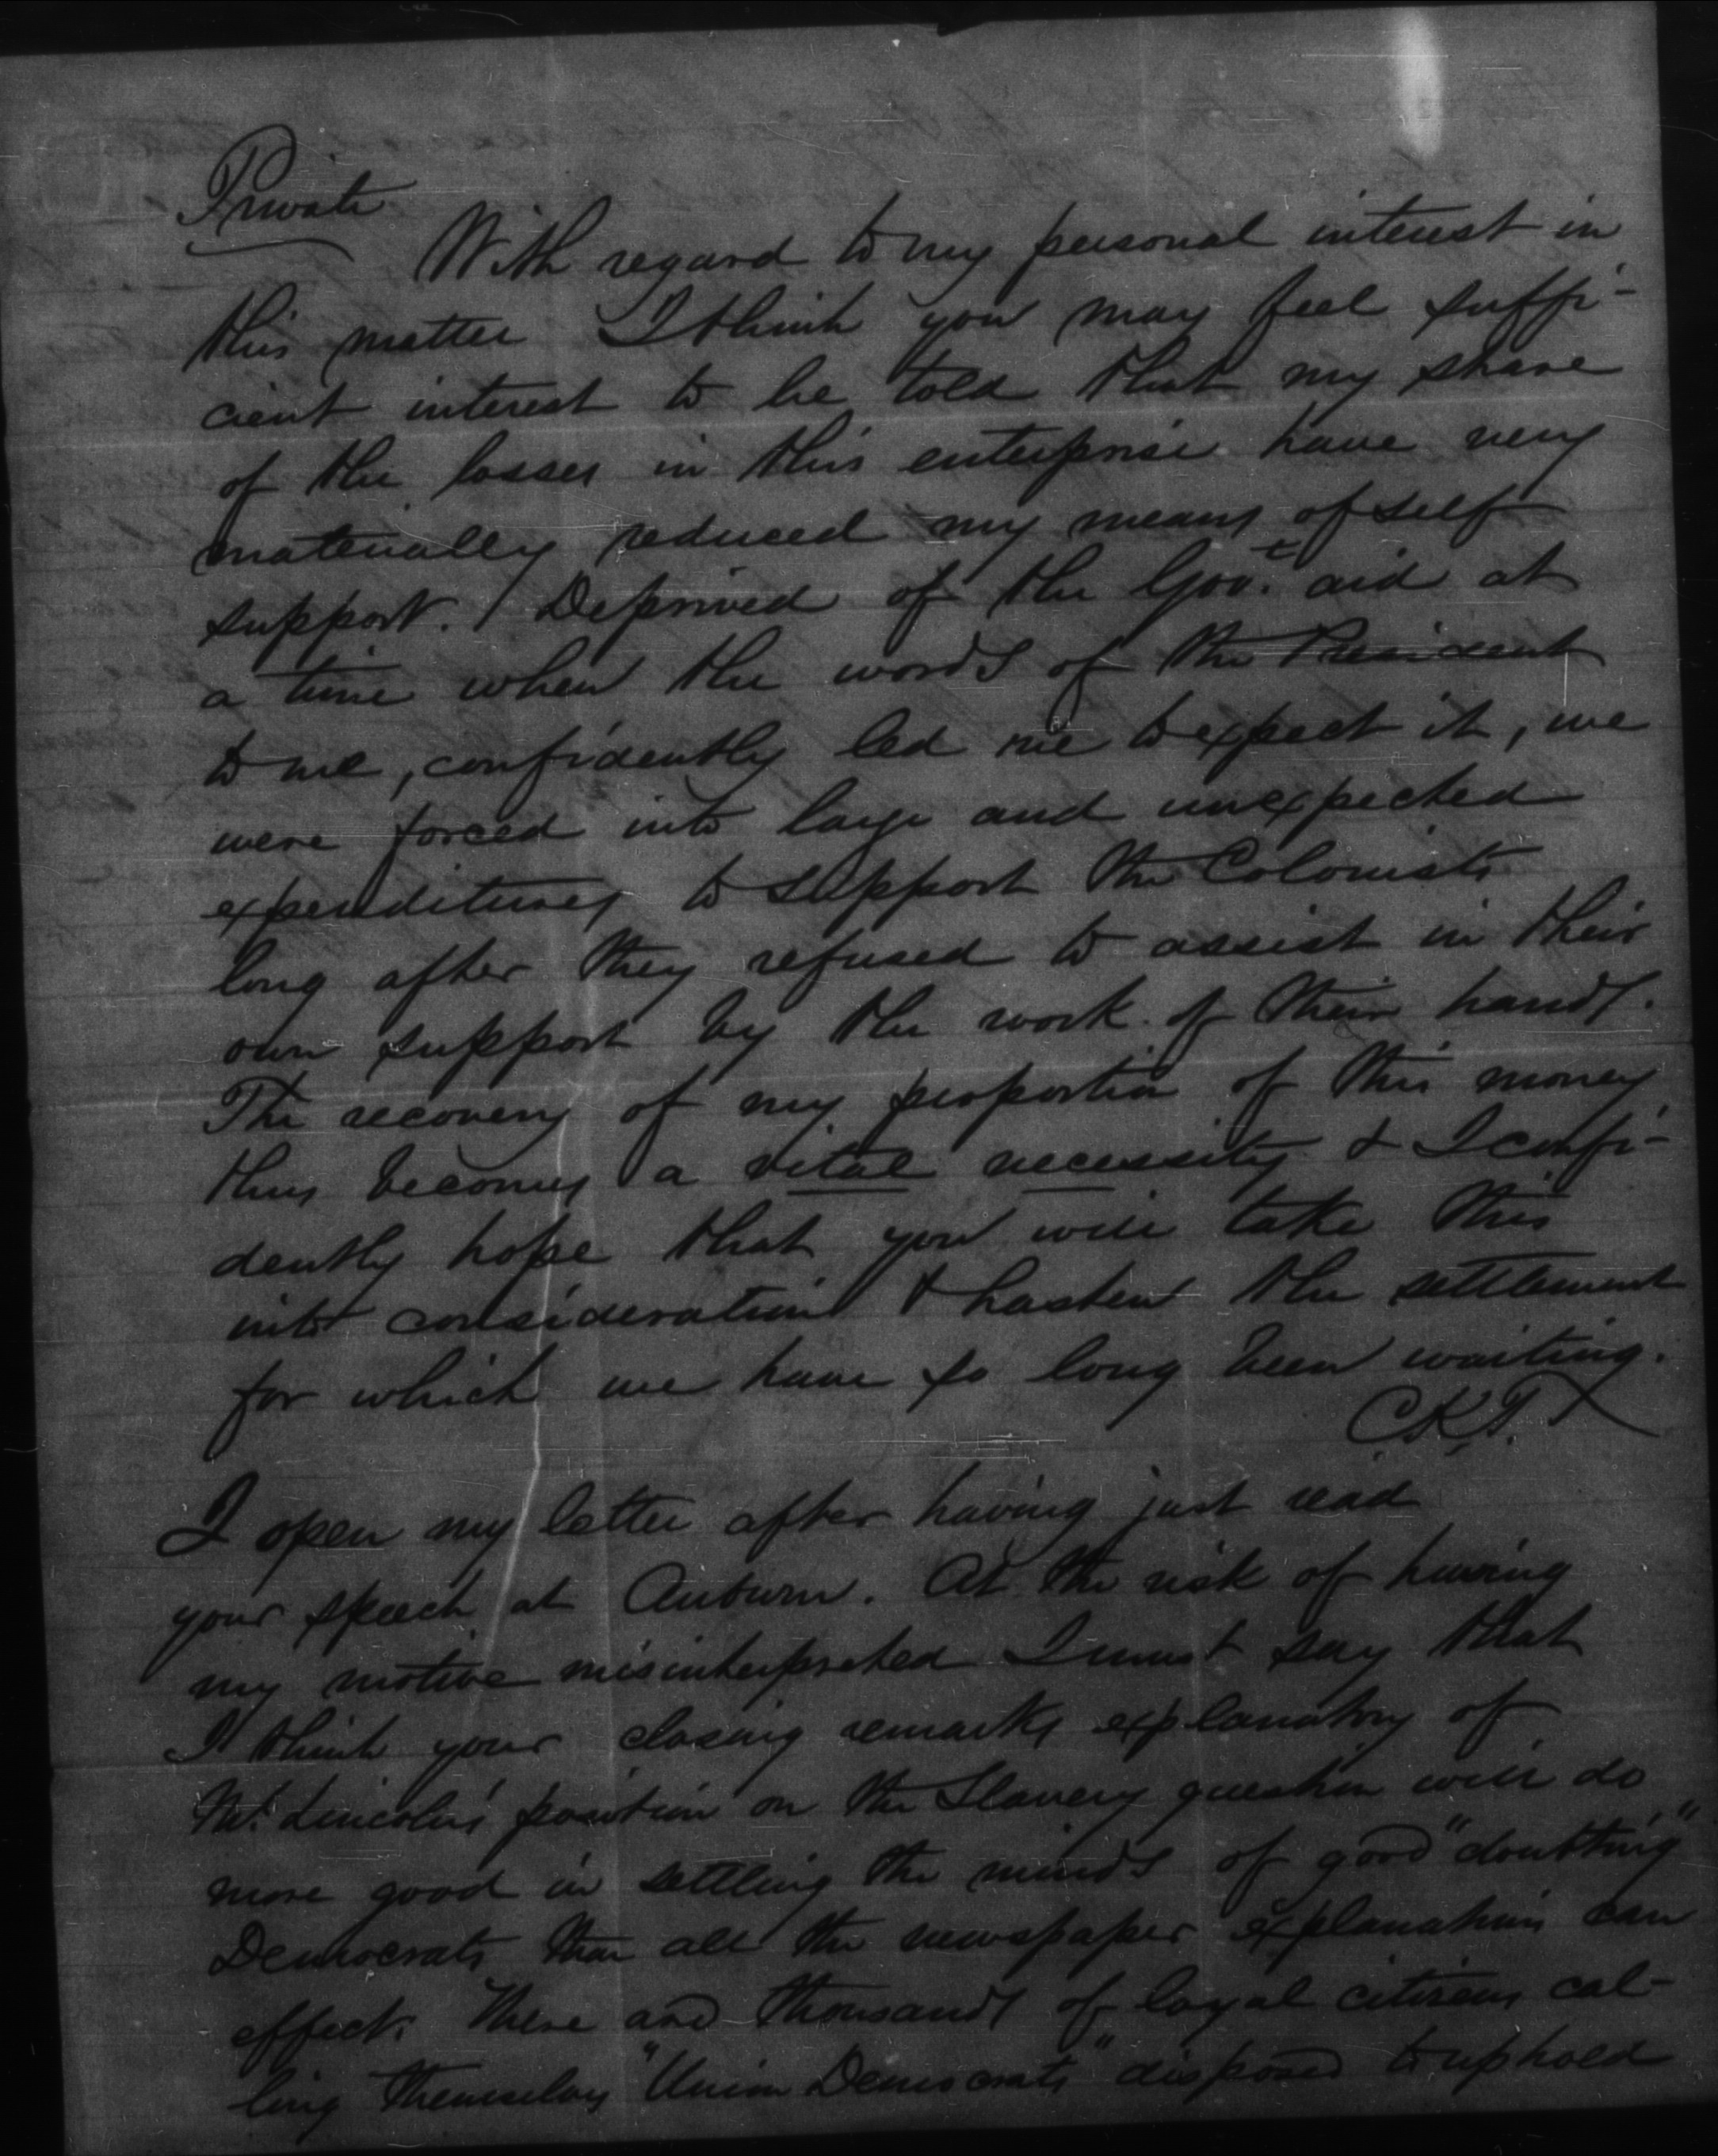 Private
With regard to my personal interest in
this matter I think you may feel suffi-
cient interest to be told that my share
of the losses in this enterprise have very
materially reduced my means of self
support. Deprived of the Govt. aid at
a time when the words of the President
to me, confidently led me to expect it, we
were forced into large and unexpected
expenditures to support the Colonists
long after they refused to assist in their
own support by the work of their hands.
The recovery of my proportion of this money
thus becomes a vital necessity & I confi-
dently hope that you will take this
into consideration & hasten the settlement
for which we have so long been waiting.
C.K.T.
I open my letter after having just read
your speech at Auburn. At the risk of having
my motive misinterpreted I must say that
I think your closing remarks explanatory of
Mr. Lincoln's position on the Slavery question will do
more good in settling the minds of good "doubting"
Democrats than all the newspaper explanations can
effect. There are thousands of loyal citizens cal-
ling themselves "Union Democrats" disposed to uphold